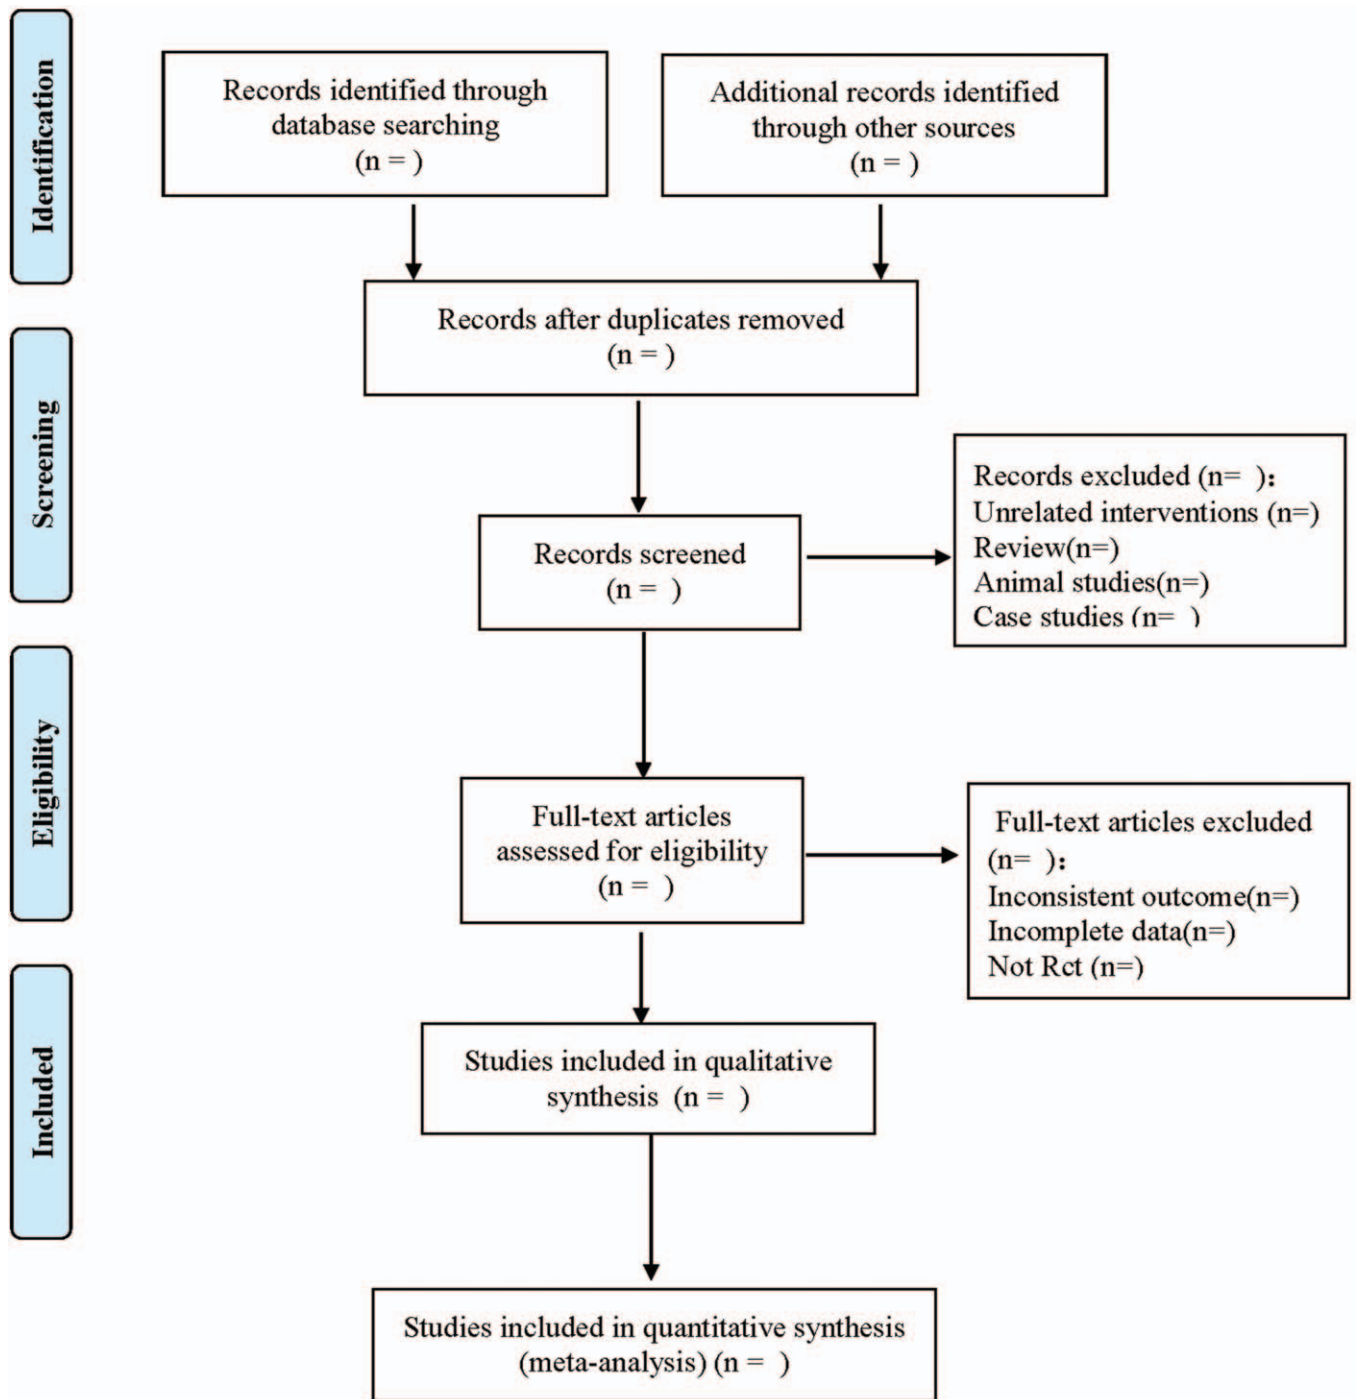 Identification
Records identified through
database searching
(n = )
Additional records identified
through other sources
(n = )
Records after duplicates removed
(n = )
Screening
Records screened
(n =  )
Records excluded (n=  ):
Unrelated interventions (n=)
Review(n=)
Animal studies(n=)
Case studies (n=  )
Eligibility
Full-text articles
assessed for eligibility
(n =  )
Full-text articles excluded
(n=  ):
Inconsistent outcome(n=)
Incomplete data(n=)
Not Rct (n=)
Included
Studies included in qualitative
synthesis  (n =  )
Studies included in quantitative synthesis
(meta-analysis) (n =  )